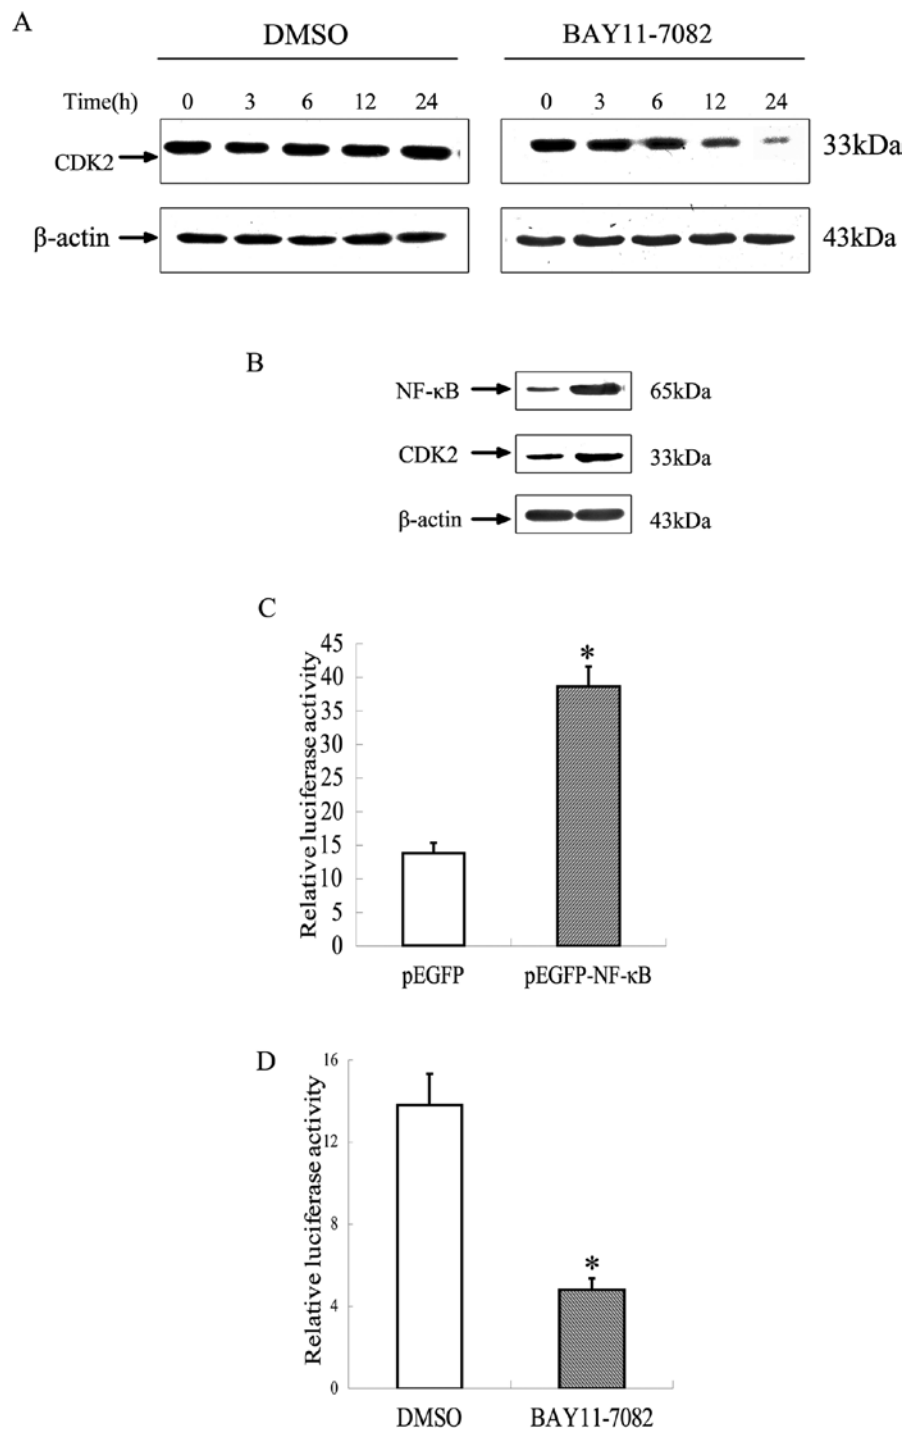 A
DMSO BAY11-7082
Time(h) 0 3 6 12 24 0 3 6 12 24
CDK2 33kDa
β-actin 43kDa
B
NF-κB 65kDa
CDK2 33kDa
β-actin 43kDa
C
Relative luciferase activity
45
40
35
30
25
20
15
10
5
0
*
pEGFP pEGFP-NF-κB
D
Relative luciferase activity
16
12
8
4
0
*
DMSO BAY11-7082